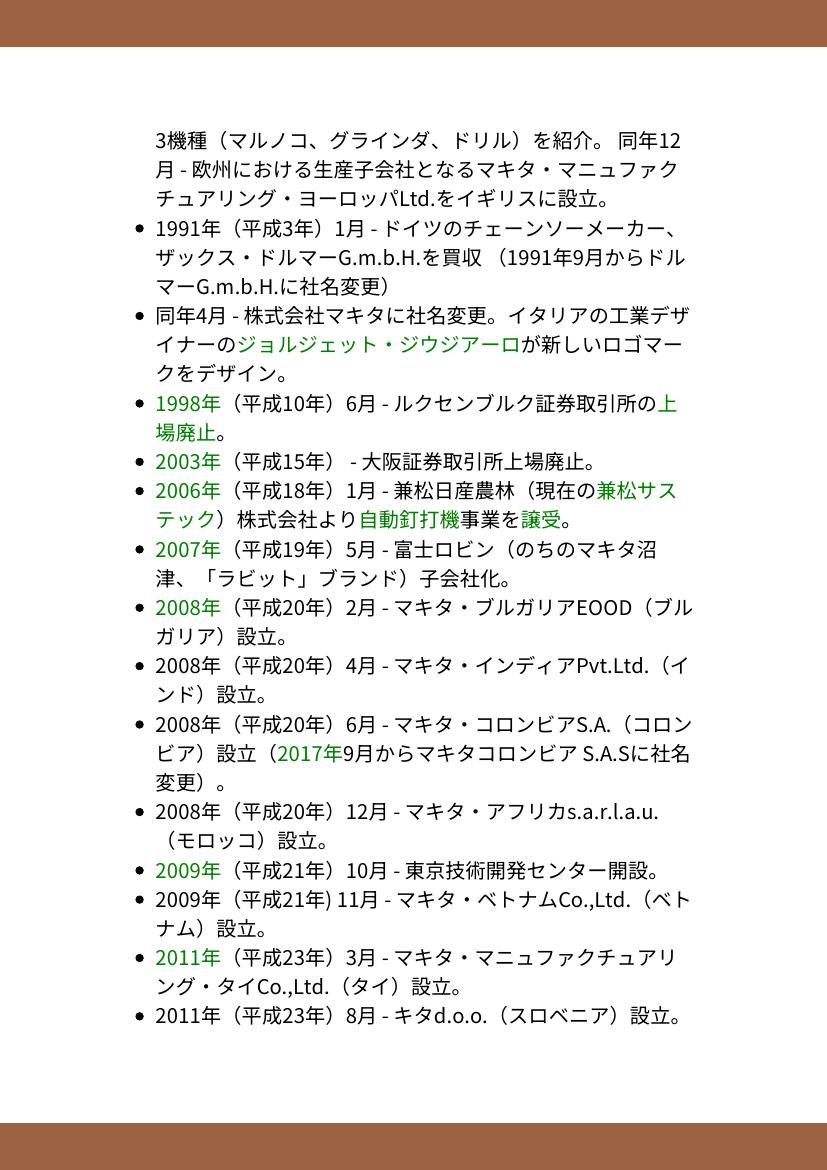 3機種（マルノコ、グラインダ、ドリル）を紹介。 同年12
月 - 欧州における生産子会社となるマキタ・マニュファク
チュアリング・ヨーロッパLtd.をイギリスに設立。
• 1991年（平成3年）1月 - ドイツのチェーンソーメーカー、
ザックス・ドルマーG.m.b.H.を買収 （1991年9月からドル
マーG.m.b.H.に社名変更）
• 同年4月 - 株式会社マキタに社名変更。イタリアの工業デザ
イナーのジョルジェット・ジウジアーロが新しいロゴマー
クをデザイン。
• 1998年（平成10年）6月 - ルクセンブルク証券取引所の上
場廃止。
• 2003年（平成15年） - 大阪証券取引所上場廃止。
• 2006年（平成18年）1月 - 兼松日産農林（現在の兼松サス
テック）株式会社より自動釘打機事業を譲受。
• 2007年（平成19年）5月 - 富士ロビン（のちのマキタ沼
津、「ラビット」ブランド）子会社化。
• 2008年（平成20年）2月 - マキタ・ブルガリアEOOD（ブル
ガリア）設立。
• 2008年（平成20年）4月 - マキタ・インディアPvt.Ltd.（イ
ンド）設立。
• 2008年（平成20年）6月 - マキタ・コロンビアS.A.（コロン
ビア）設立（2017年9月からマキタコロンビア S.A.Sに社名
変更）。
• 2008年（平成20年）12月 - マキタ・アフリカs.a.r.l.a.u.
（モロッコ）設立。
• 2009年（平成21年）10月 - 東京技術開発センター開設。
• 2009年（平成21年) 11月 - マキタ・ベトナムCo.,Ltd.（ベト
ナム）設立。
• 2011年（平成23年）3月 - マキタ・マニュファクチュアリ
ング・タイCo.,Ltd.（タイ）設立。
• 2011年（平成23年）8月 - キタd.o.o.（スロベニア）設立。